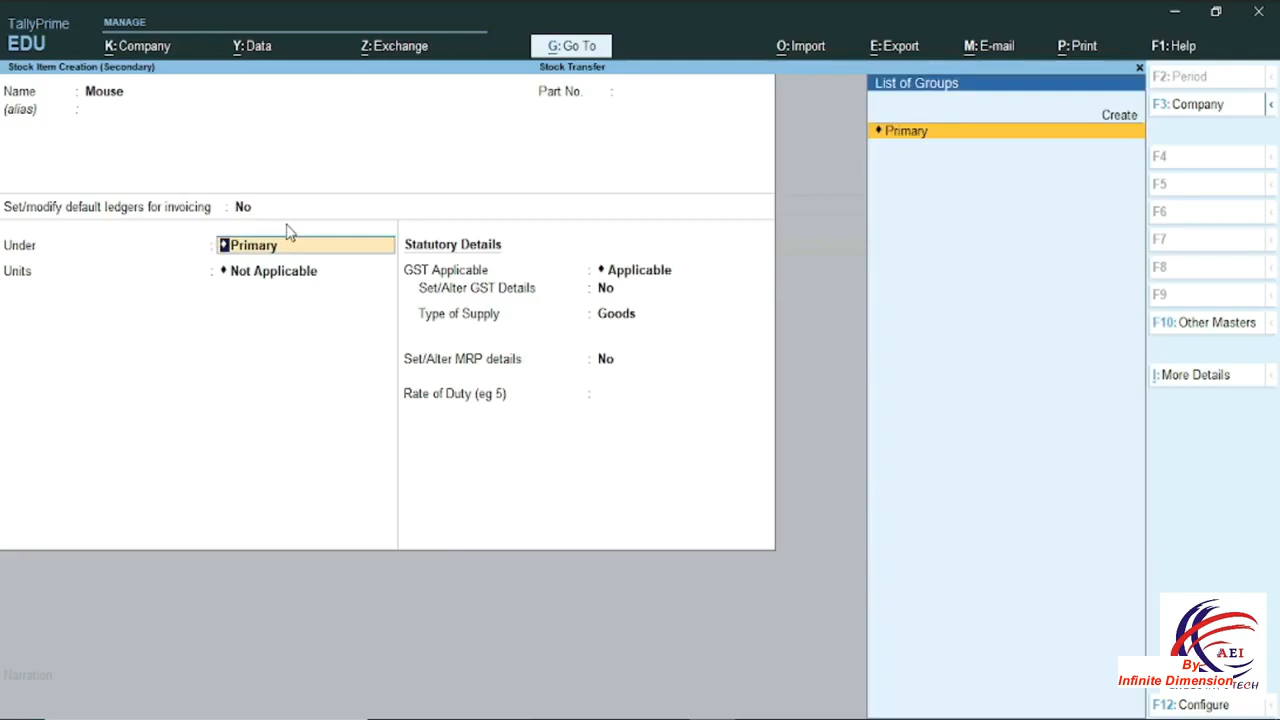 TallyPrime
EDU
MANAGE
K: Company
Y: Data
Z: Exchange
G: Go To
O: Import
E: Export
M: E-mail
P: Print
F1: Help
Stock Item Creation (Secondary)
Stock Transfer
Name : Mouse
Part No. :
(alias) :
Set/modify default ledgers for invoicing : No
Under : ♦ Primary
Units : ♦ Not Applicable
Statutory Details
GST Applicable : ♦ Applicable
Set/Alter GST Details : No
Type of Supply : Goods
Set/Alter MRP details : No
Rate of Duty (eg 5) :
Narration
List of Groups
Create
♦ Primary
F2: Period
F3: Company
F4
F5
F6
F7
F8
F9
F10: Other Masters
I: More Details
AEI
By-
Infinite Dimension
F12: Configure